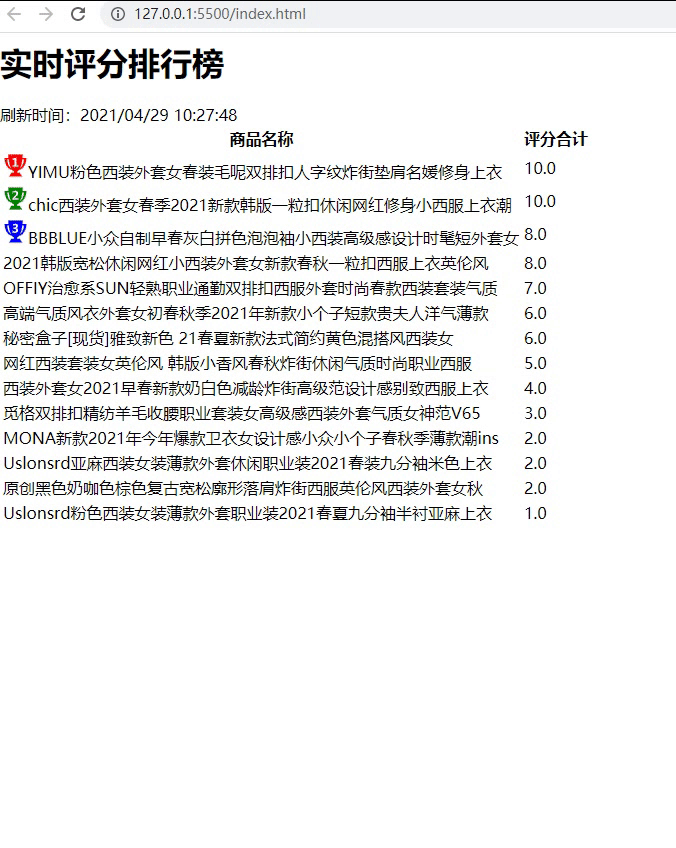 127.0.0.1:5500/index.html
实时评分排行榜
刷新时间：2021/04/29 10:27:48
商品名称 评分合计
1 YIMU粉色西装外套女春装毛呢双排扣人字纹炸街垫肩名媛修身上衣 10.0
2 chic西装外套女春季2021新款韩版一粒扣休闲网红修身小西服上衣潮 10.0
3 BBBLUE小众自制早春灰白拼色泡泡袖小西装高级感设计时髦短外套女 8.0
2021韩版宽松休闲网红小西装外套女新款春秋一粒扣西服上衣英伦风 8.0
OFFIY治愈系SUN轻熟职业通勤双排扣西服外套时尚春款西装套装气质 7.0
高端气质风衣外套女初春秋季2021年新款小个子短款贵夫人洋气薄款 6.0
秘密盒子[现货]雅致新色 21春夏新款法式简约黄色混搭风西装女 6.0
网红西装套装女英伦风 韩版小香风春秋炸街休闲气质时尚职业西服 5.0
西装外套女2021早春新款奶白色减龄炸街高级范设计感别致西服上衣 4.0
觅格双排扣精纺羊毛收腰职业套装女高级感西装外套气质女神范V65 3.0
MONA新款2021年今年爆款卫衣女设计感小众小个子春秋季薄款潮ins 2.0
Uslonsrd亚麻西装女装薄款外套休闲职业装2021春装九分袖米色上衣 2.0
原创黑色奶咖色棕色复古宽松廓形落肩炸街西服英伦风西装外套女秋 2.0
Uslonsrd粉色西装女装薄款外套职业装2021春夏九分袖半衬亚麻上衣 1.0